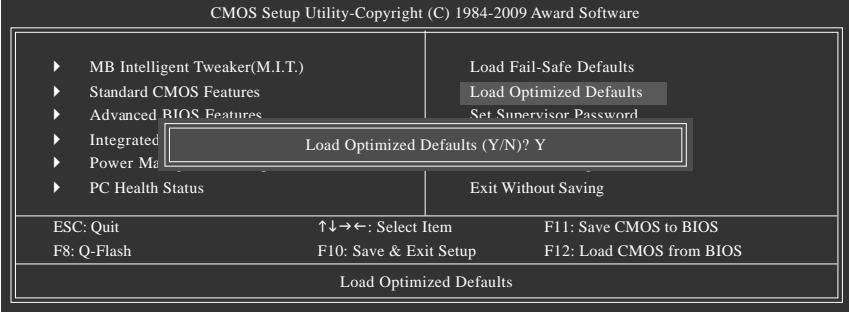 CMOS Setup Utility-Copyright (C) 1984-2009 Award Software
MB Intelligent Tweaker(M.I.T.)
Standard CMOS Features
Advanced BIOS Features
Integrated
Power Ma
PC Health Status
Load Fail-Safe Defaults
Load Optimized Defaults
Set Supervisor Password
Exit Without Saving
Load Optimized Defaults (Y/N)? Y
ESC: Quit ↑↓→←: Select Item F11: Save CMOS to BIOS
F8: Q-Flash F10: Save & Exit Setup F12: Load CMOS from BIOS
Load Optimized Defaults